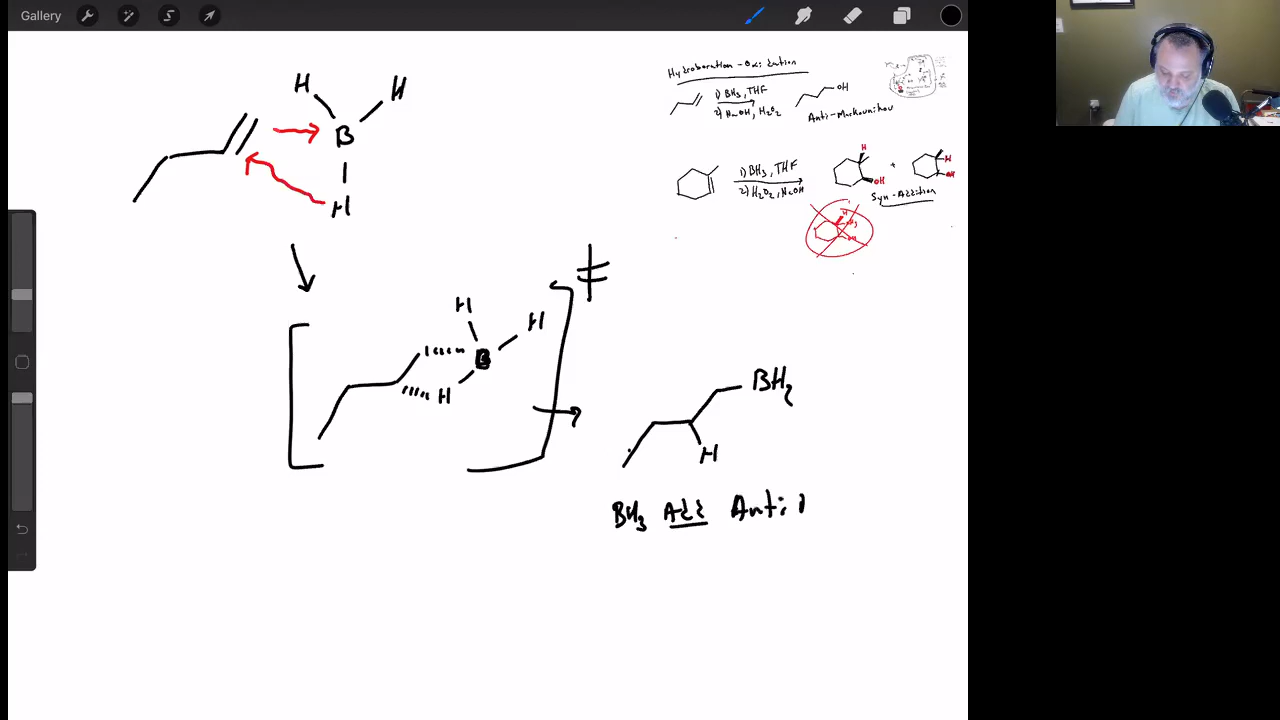 Gallery
Hydroboration-Oxidation
1) BH3, THF
2) NaOH, H2O2
OH
Anti-Markovnikov
1) BH3, THF
2) H2O2, NaOH
H
OH
+
H
OH
Syn-Addition
H
H H
B
H
H
H
B
H
‡
BH2
H
BH3 Add Anti